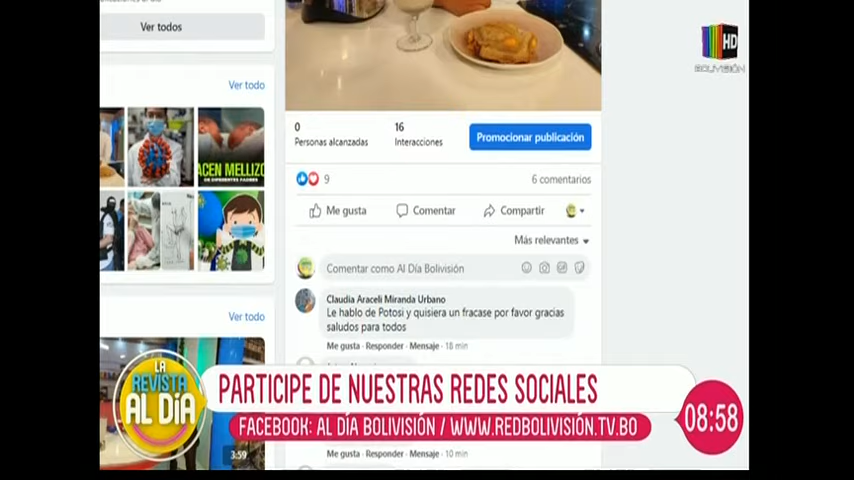 Ver todos
HD
BOLIVISIÓN
Ver todo
ACEN MELLIZO
DE DIFERENTES PADRES
0
Personas alcanzadas
16
Interacciones
Promocionar publicación
9
6 comentarios
Me gusta
Comentar
Compartir
Más relevantes
Comentar como Al Día Bolivisión
GIF
Claudia Araceli Miranda Urbano
Le hablo de Potosi y quisiera un fracase por favor gracias
saludos para todos
Me gusta · Responder · Mensaje · 18 min
Ver todo
LA
REVISTA
AL DÍA
PARTICIPE DE NUESTRAS REDES SOCIALES
FACEBOOK: AL DÍA BOLIVISIÓN / WWW.REDBOLIVISIÓN.TV.BO
08:58
3:59
Me gusta · Responder · Mensaje · 10 min